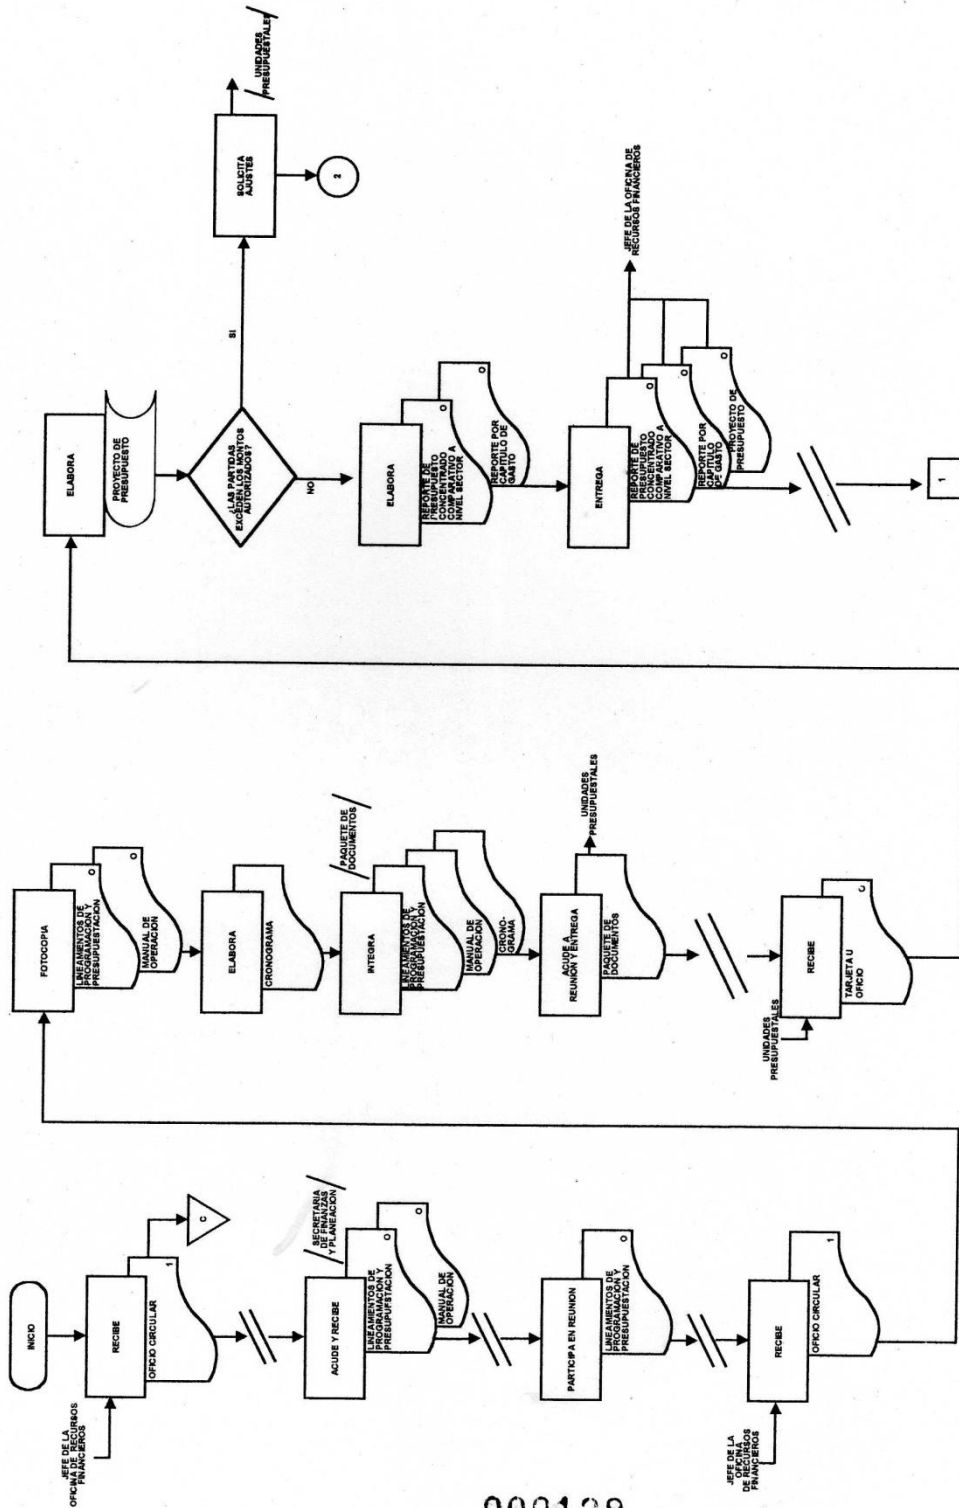 INICIO
JEFE DE LA
OFICINA DE RECURSOS
FINANCIEROS
RECIBE
OFICIO CIRCULAR
1
C
ACUDE Y RECIBE
SECRETARIA
DE FINANZAS
Y PLANEACION
LINEAMIENTOS DE
PROGRAMACION Y
PRESUPUESTACION
O
MANUAL DE
OPERACION
O
PARTICIPA EN REUNION
LINEAMIENTOS DE
PROGRAMACION Y
PRESUPUESTACION
O
JEFE DE LA
OFICINA
DE RECURSOS
FINANCIEROS
RECIBE
OFICIO CIRCULAR
1
FOTOCOPIA
LINEAMIENTOS DE
PROGRAMACION Y
PRESUPUESTACION
O
MANUAL DE
OPERACION
O
ELABORA
CRONOGRAMA
INTEGRA
PAQUETE DE
DOCUMENTOS
LINEAMIENTOS DE
PROGRAMACION Y
PRESUPUESTACION
MANUAL DE
OPERACION
CRONO-
GRAMA
ACUDE A
REUNION Y ENTREGA
UNIDADES
PRESUPUESTALES
PAQUETE DE
DOCUMENTOS
UNIDADES
PRESUPUESTALES
RECIBE
TARJETA U
OFICIO
ELABORA
PROYECTO DE
PRESUPUESTO
¿LAS PARTIDAS
EXCEDEN LOS MONTOS
AUTORIZADOS?
SI
SOLICITA
AJUSTES
UNIDADES
PRESUPUESTALES
2
NO
ELABORA
REPORTE DE
PRESUPUESTO
CONCENTRADO
COMPARATIVO A
NIVEL SECTOR
O
REPORTE POR
CAPITULO DE
GASTO
O
ENTREGA
JEFE DE LA OFICINA DE
RECURSOS FINANCIEROS
REPORTE DE
PRESUPUESTO
CONCENTRADO
COMPARATIVO A
NIVEL SECTOR
O
REPORTE POR
CAPITULO
DE GASTO
O
PROYECTO DE
PRESUPUESTO
O
1